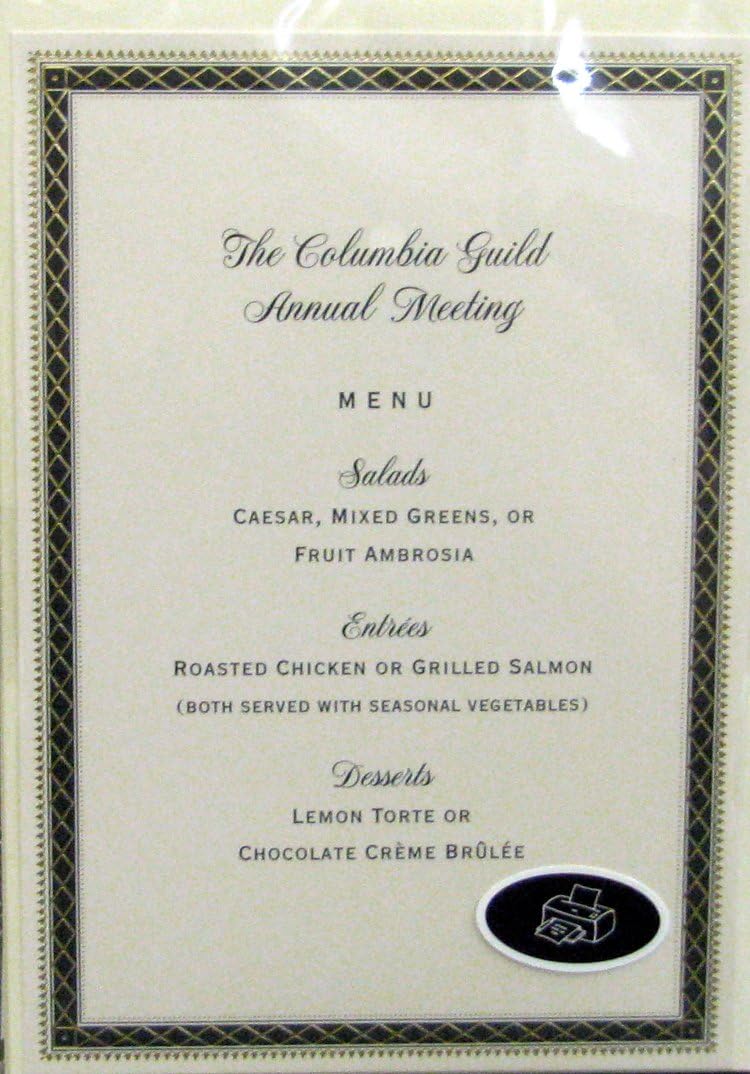 The Columbia Guild
Annual Meeting
MENU
Salads
CAESAR, MIXED GREENS, OR
FRUIT AMBROSIA
Entrées
ROASTED CHICKEN OR GRILLED SALMON
(BOTH SERVED WITH SEASONAL VEGETABLES)
Desserts
LEMON TORTE OR
CHOCOLATE CRÈME BRÛLÉE